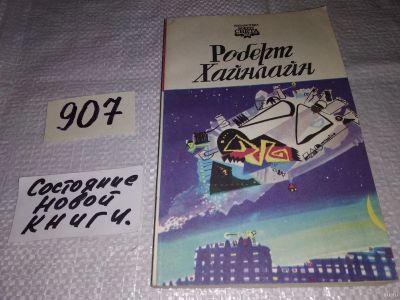 907
Состояние
новой
книги.
Роберт
Хайнлайн